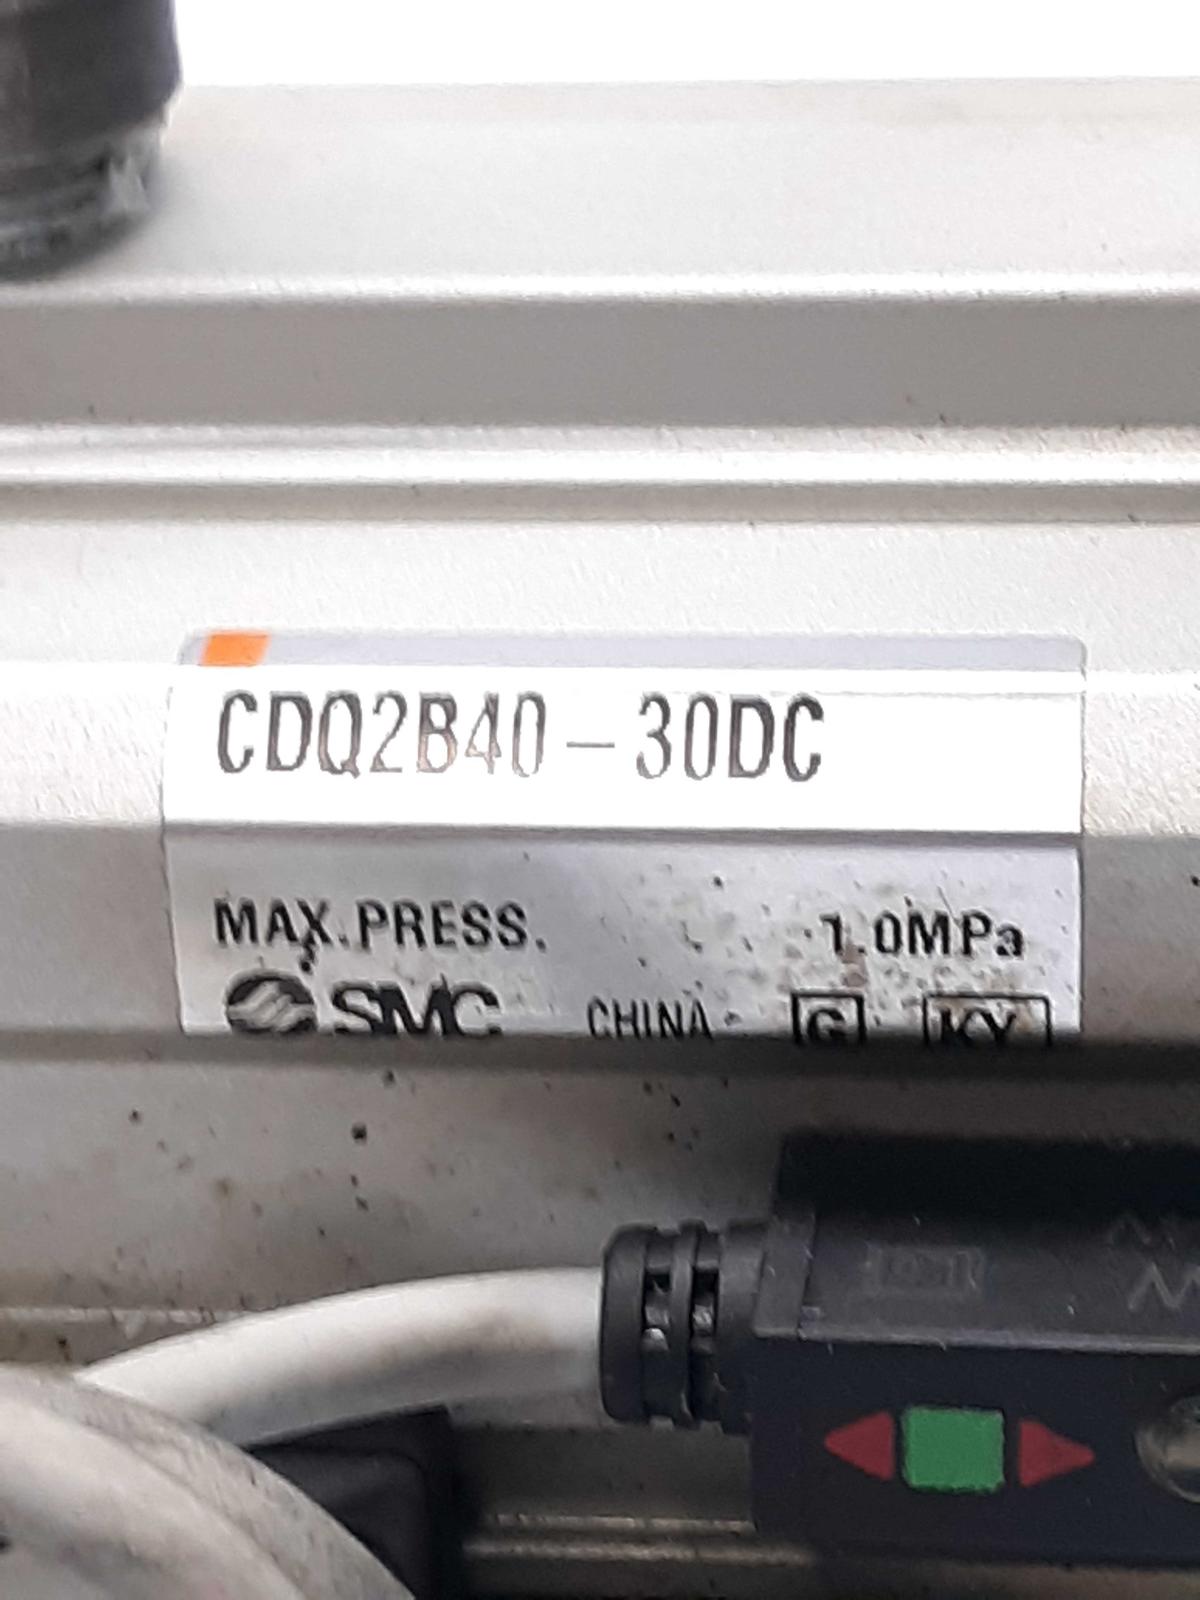 CDQ2B40-30DC
MAX.PRESS. 1.0MPa
SMC CHINA G KY